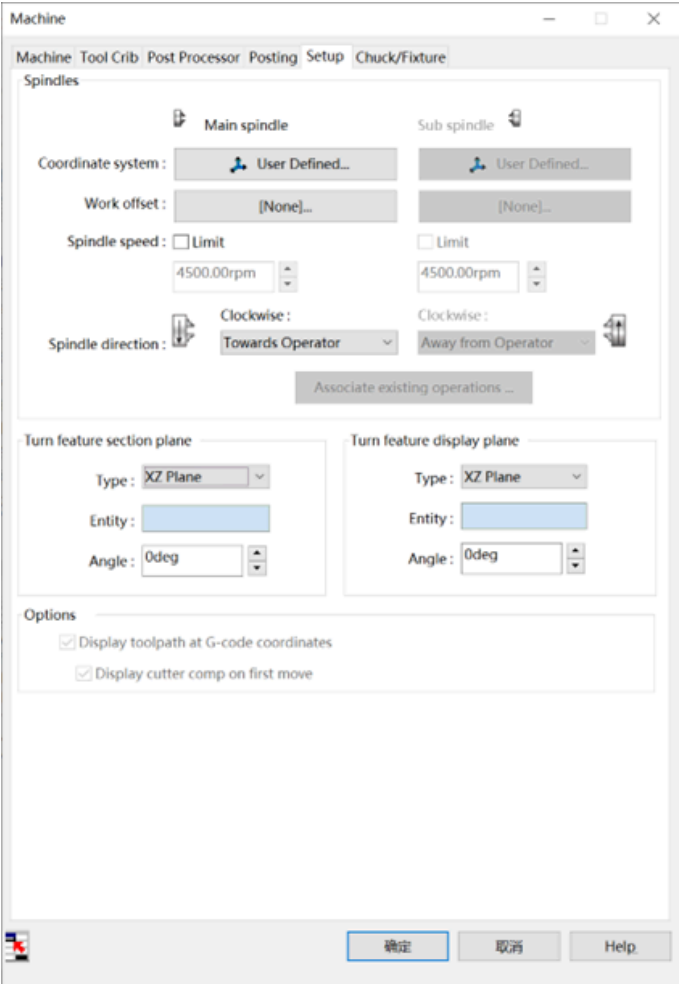 Machine
Machine Tool Crib Post Processor Posting Setup Chuck/Fixture
Spindles
Main spindle Sub spindle
Coordinate system : User Defined... User Defined...
Work offset : [None]... [None]...
Spindle speed : Limit Limit
4500.00rpm 4500.00rpm
Clockwise : Clockwise :
Spindle direction : Towards Operator Away from Operator
Associate existing operations ...
Turn feature section plane Turn feature display plane
Type : XZ Plane Type : XZ Plane
Entity : Entity :
Angle : 0deg Angle : 0deg
Options
Display toolpath at G-code coordinates
Display cutter comp on first move
确定 取消 Help